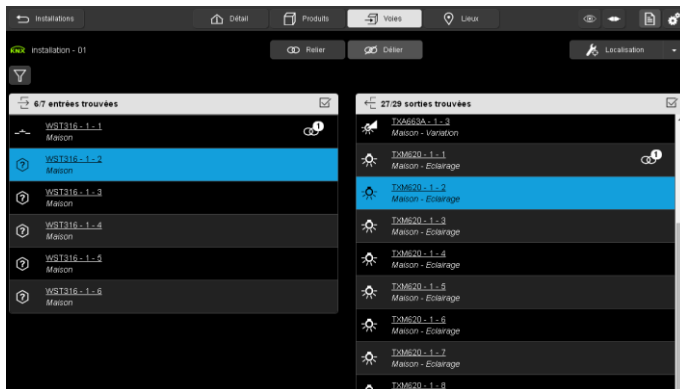 Installations
Détail
Produits
Voies
Lieux
KNX installation - 01
Relier
Délier
Localisation
6/7 entrées trouvées
WST316 - 1 - 1
1
Maison
WST316 - 1 - 2
Maison
WST316 - 1 - 3
Maison
WST316 - 1 - 4
Maison
WST316 - 1 - 5
Maison
WST316 - 1 - 6
Maison
27/29 sorties trouvées
TXA663A - 1 - 3
Maison - Variation
TXM620 - 1 - 1
1
Maison - Eclairage
TXM620 - 1 - 2
Maison - Eclairage
TXM620 - 1 - 3
Maison - Eclairage
TXM620 - 1 - 4
Maison - Eclairage
TXM620 - 1 - 5
Maison - Eclairage
TXM620 - 1 - 6
Maison - Eclairage
TXM620 - 1 - 7
Maison - Eclairage
TXM620 - 1 - 8